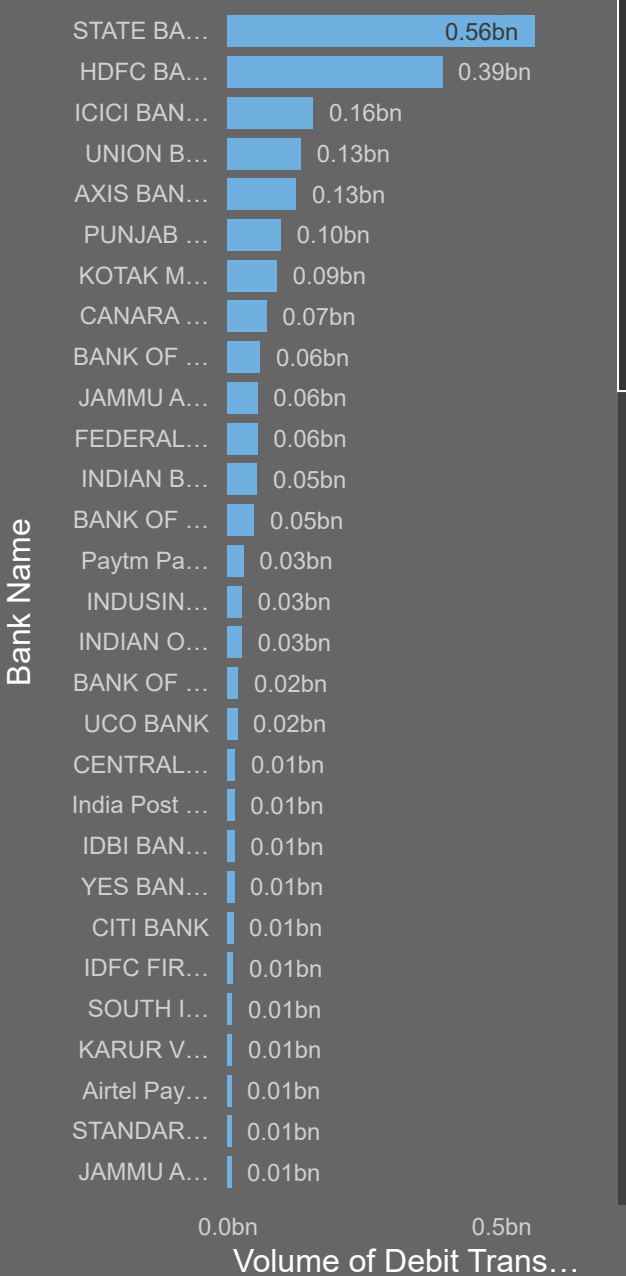 STATE BA… 0.56bn
HDFC BA… 0.39bn
ICICI BAN… 0.16bn
UNION B… 0.13bn
AXIS BAN… 0.13bn
PUNJAB … 0.10bn
KOTAK M… 0.09bn
CANARA … 0.07bn
BANK OF … 0.06bn
JAMMU A… 0.06bn
FEDERAL… 0.06bn
INDIAN B… 0.05bn
BANK OF … 0.05bn
Paytm Pa… 0.03bn
INDUSIN… 0.03bn
INDIAN O… 0.03bn
BANK OF … 0.02bn
UCO BANK 0.02bn
CENTRAL… 0.01bn
India Post … 0.01bn
IDBI BAN… 0.01bn
YES BAN… 0.01bn
CITI BANK 0.01bn
IDFC FIR… 0.01bn
SOUTH I… 0.01bn
KARUR V… 0.01bn
Airtel Pay… 0.01bn
STANDAR… 0.01bn
JAMMU A… 0.01bn
Bank Name
0.0bn 0.5bn
Volume of Debit Trans…